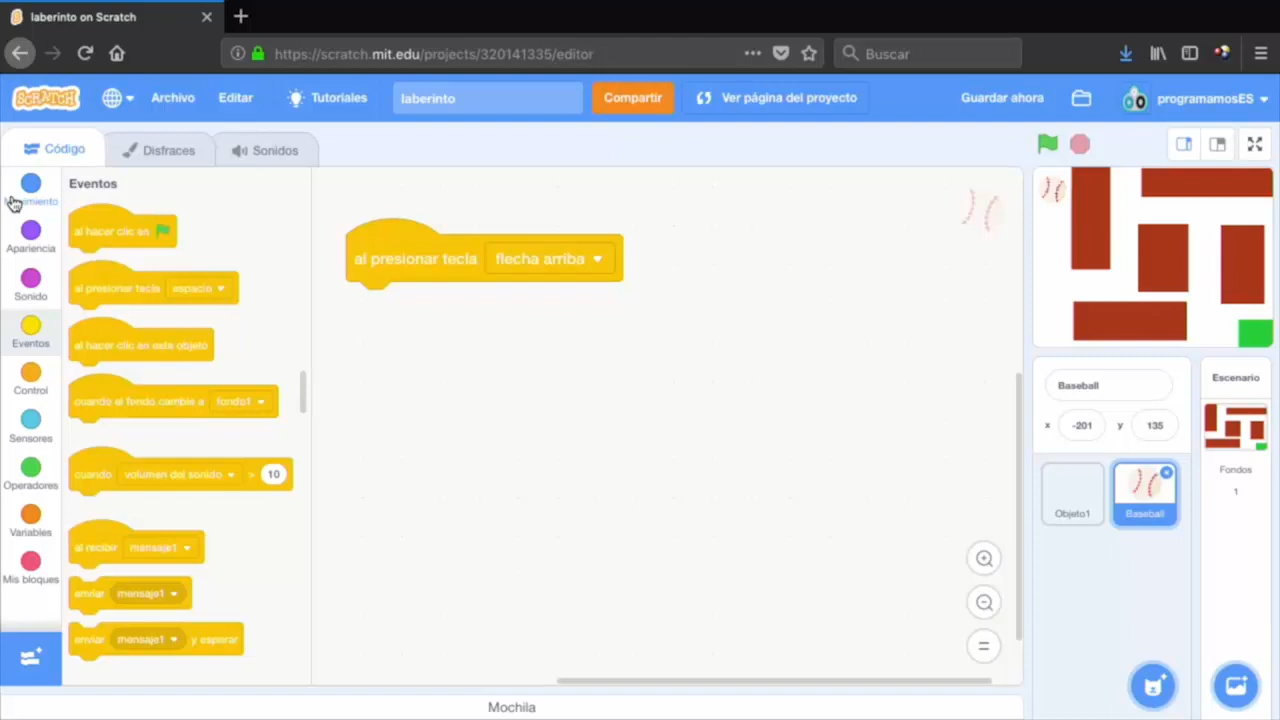 laberinto on Scratch
https://scratch.mit.edu/projects/320141335/editor
Buscar
SCRATCH
Archivo
Editar
Tutoriales
laberinto
Compartir
Ver página del proyecto
Guardar ahora
programamosES
Código
Disfraces
Sonidos
Apariencia
Sonido
Eventos
Control
Sensores
Operadores
Variables
Mis bloques
Eventos
al hacer clic en
al presionar tecla espacio
al hacer clic en este objeto
cuando el fondo cambie a fondo1
cuando volumen del sonido > 10
al recibir mensaje1
enviar mensaje1
enviar mensaje1 y esperar
al presionar tecla flecha arriba
Baseball
x -201 y 135
Objeto1
Baseball
Escenario
Fondos
1
Mochila